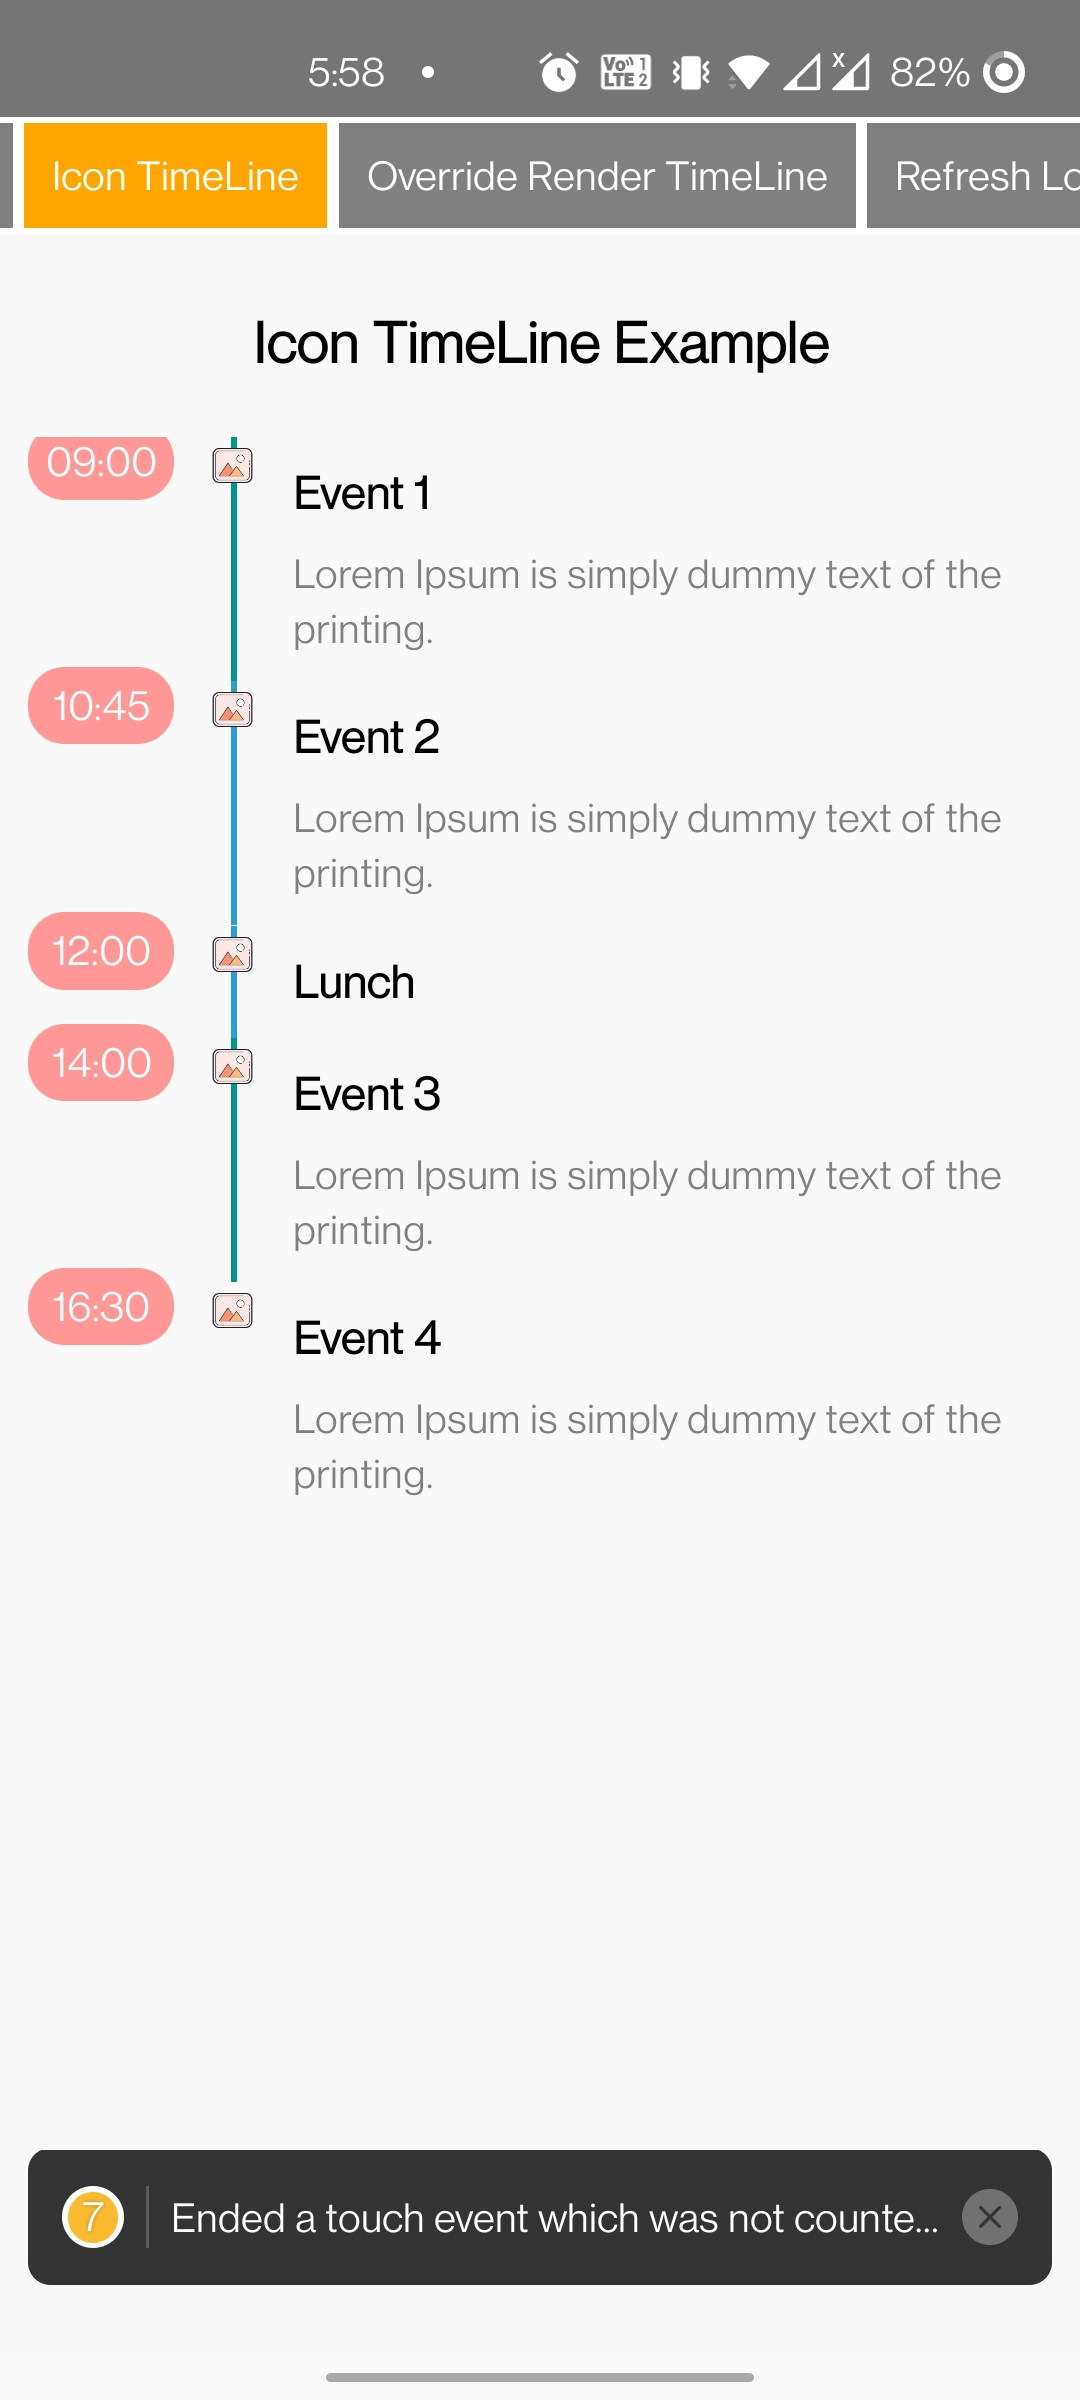 5:58
Vo)) 1
LTE 2
X
82%
Icon TimeLine
Override Render TimeLine
Refresh Lo
Icon TimeLine Example
09:00
Event 1
Lorem Ipsum is simply dummy text of the
printing.
10:45
Event 2
Lorem Ipsum is simply dummy text of the
printing.
12:00
Lunch
14:00
Event 3
Lorem Ipsum is simply dummy text of the
printing.
16:30
Event 4
Lorem Ipsum is simply dummy text of the
printing.
7
Ended a touch event which was not counte...